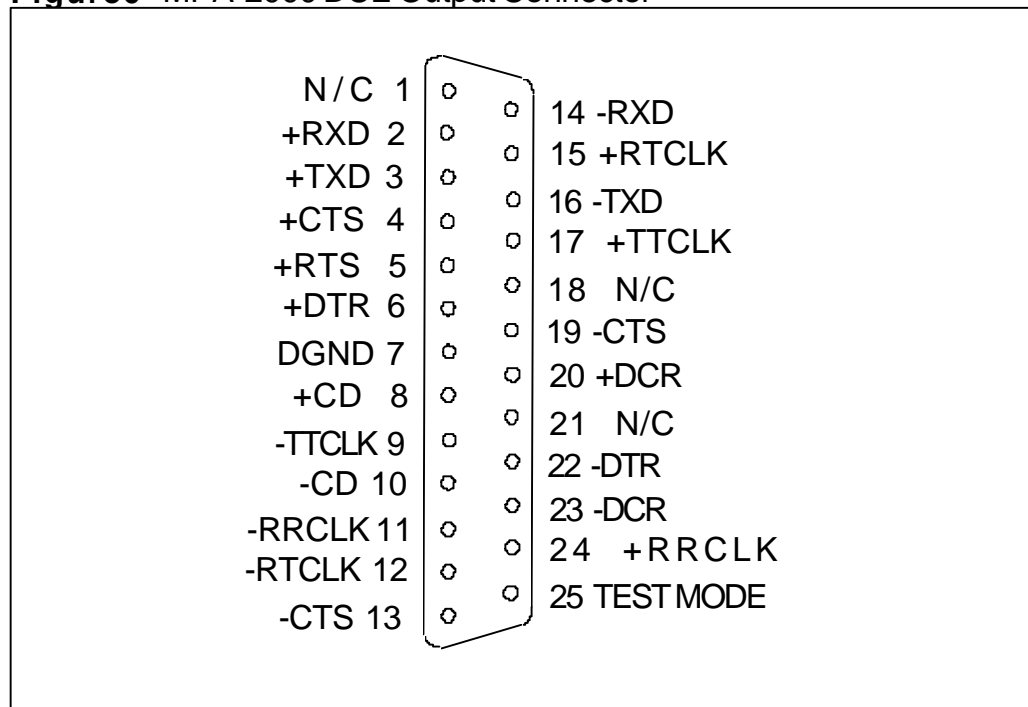 N/C 1
+RXD 2
+TXD 3
+CTS 4
+RTS 5
+DTR 6
DGND 7
+CD 8
-TTCLK 9
-CD 10
-RRCLK 11
-RTCLK 12
-CTS 13
14 -RXD
15 +RTCLK
16 -TXD
17 +TTCLK
18 N/C
19 -CTS
20 +DCR
21 N/C
22 -DTR
23 -DCR
24 +RRCLK
25 TEST MODE